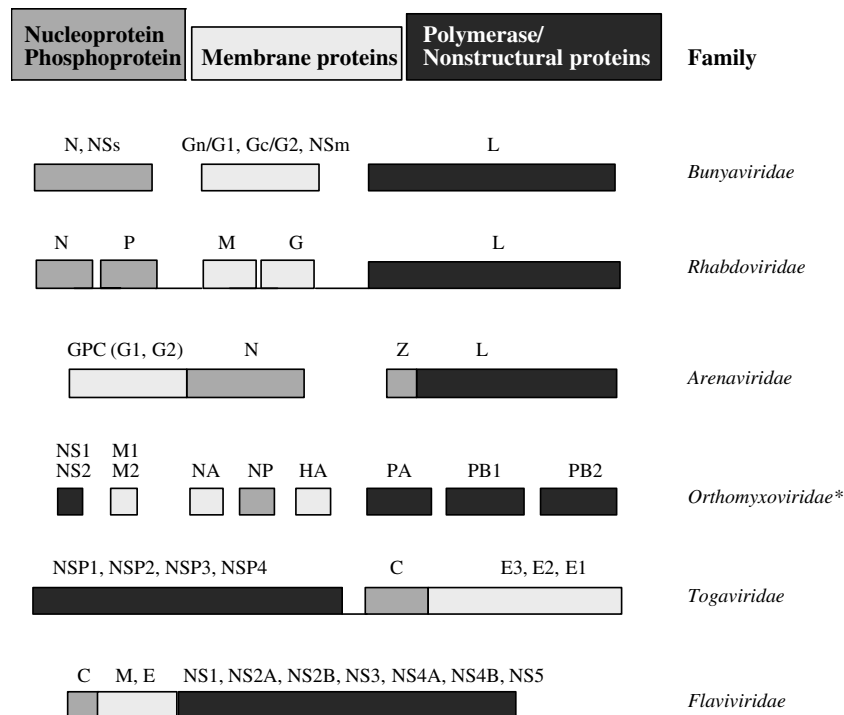 Nucleoprotein
Phosphoprotein
Membrane proteins
Polymerase/
Nonstructural proteins
Family
N, NSs
Gn/G1, Gc/G2, NSm
L
Bunyaviridae
N
P
M
G
L
Rhabdoviridae
GPC (G1, G2)
N
Z
L
Arenaviridae
NS1
NS2
M1
M2
NA
NP
HA
PA
PB1
PB2
Orthomyxoviridae*
NSP1, NSP2, NSP3, NSP4
C
E3, E2, E1
Togaviridae
C
M, E
NS1, NS2A, NS2B, NS3, NS4A, NS4B, NS5
Flaviviridae